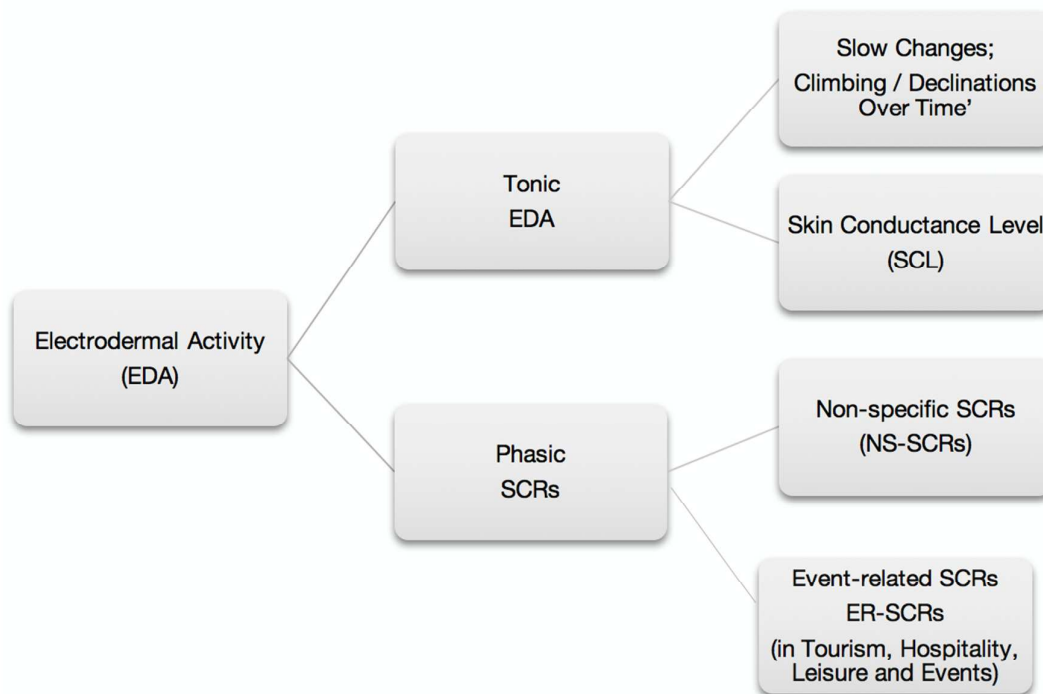 Slow Changes;
Climbing / Declinations
Over Time’
Tonic
EDA
Skin Conductance Level
(SCL)
Electrodermal Activity
(EDA)
Non-specific SCRs
(NS-SCRs)
Phasic
SCRs
Event-related SCRs
ER-SCRs
(in Tourism, Hospitality,
Leisure and Events)